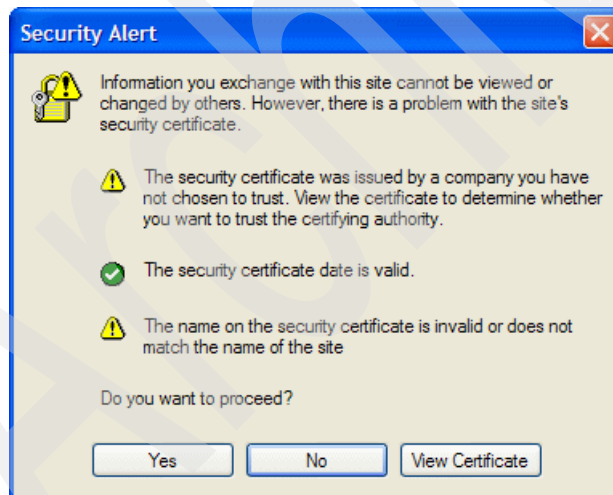 Security Alert
Information you exchange with this site cannot be viewed or
changed by others. However, there is a problem with the site's
security certificate.
The security certificate was issued by a company you have
not chosen to trust. View the certificate to determine whether
you want to trust the certifying authority.
The security certificate date is valid.
The name on the security certificate is invalid or does not
match the name of the site
Do you want to proceed?
Yes No View Certificate